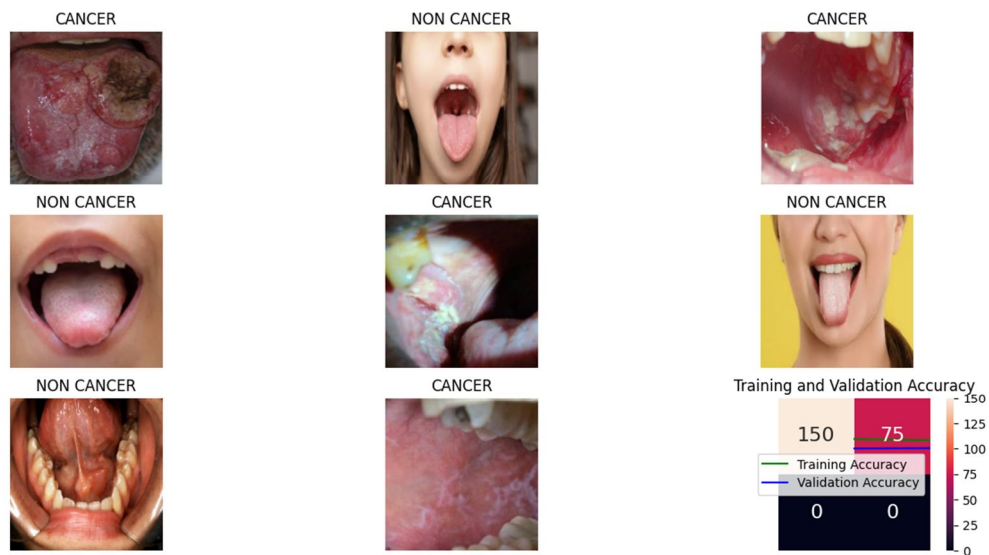 CANCER
NON CANCER
CANCER
NON CANCER
CANCER
NON CANCER
NON CANCER
CANCER
Training and Validation Accuracy
150
75
0
0
Training Accuracy
Validation Accuracy
150
125
100
75
50
25
0